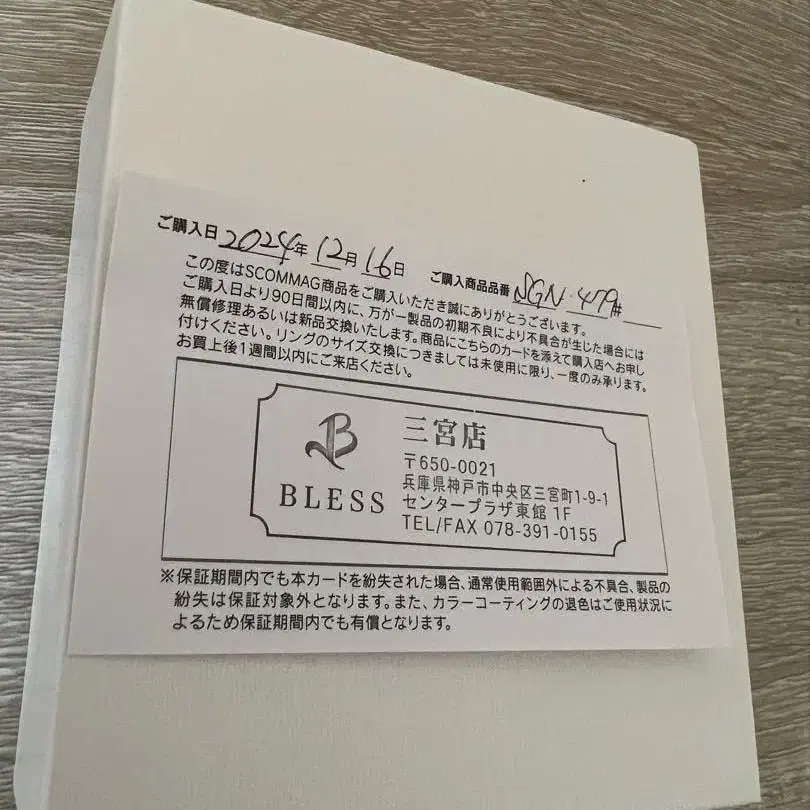 ご購入日 2024年 12月 16日 ご購入商品品番 SGN・479#
この度はSCOMMAG商品をご購入いただき誠にありがとうございます。
ご購入日より90日間以内に、万が一製品の初期不良により不具合が生じた場合には
無償修理あるいは新品交換いたします。商品にこちらのカードを添えて購入店へお申し
付けください。リングのサイズ交換につきましては未使用に限り、一度のみ承ります。
お買上後1週間以内にご来店ください。
B
BLESS
三宮店
〒650-0021
兵庫県神戸市中央区三宮町1-9-1
センタープラザ東館 1F
TEL/FAX 078-391-0155
※保証期間内でも本カードを紛失された場合、通常使用範囲外による不具合、製品の
紛失は保証対象外となります。また、カラーコーティングの退色はご使用状況に
よるため保証期間内でも有償となります。